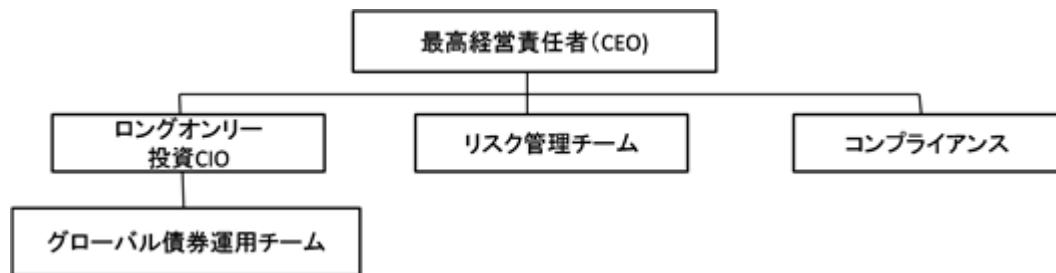 最高経営責任者(CEO)
ロングオンリー
投資CIO
リスク管理チーム
コンプライアンス
グローバル債券運用チーム